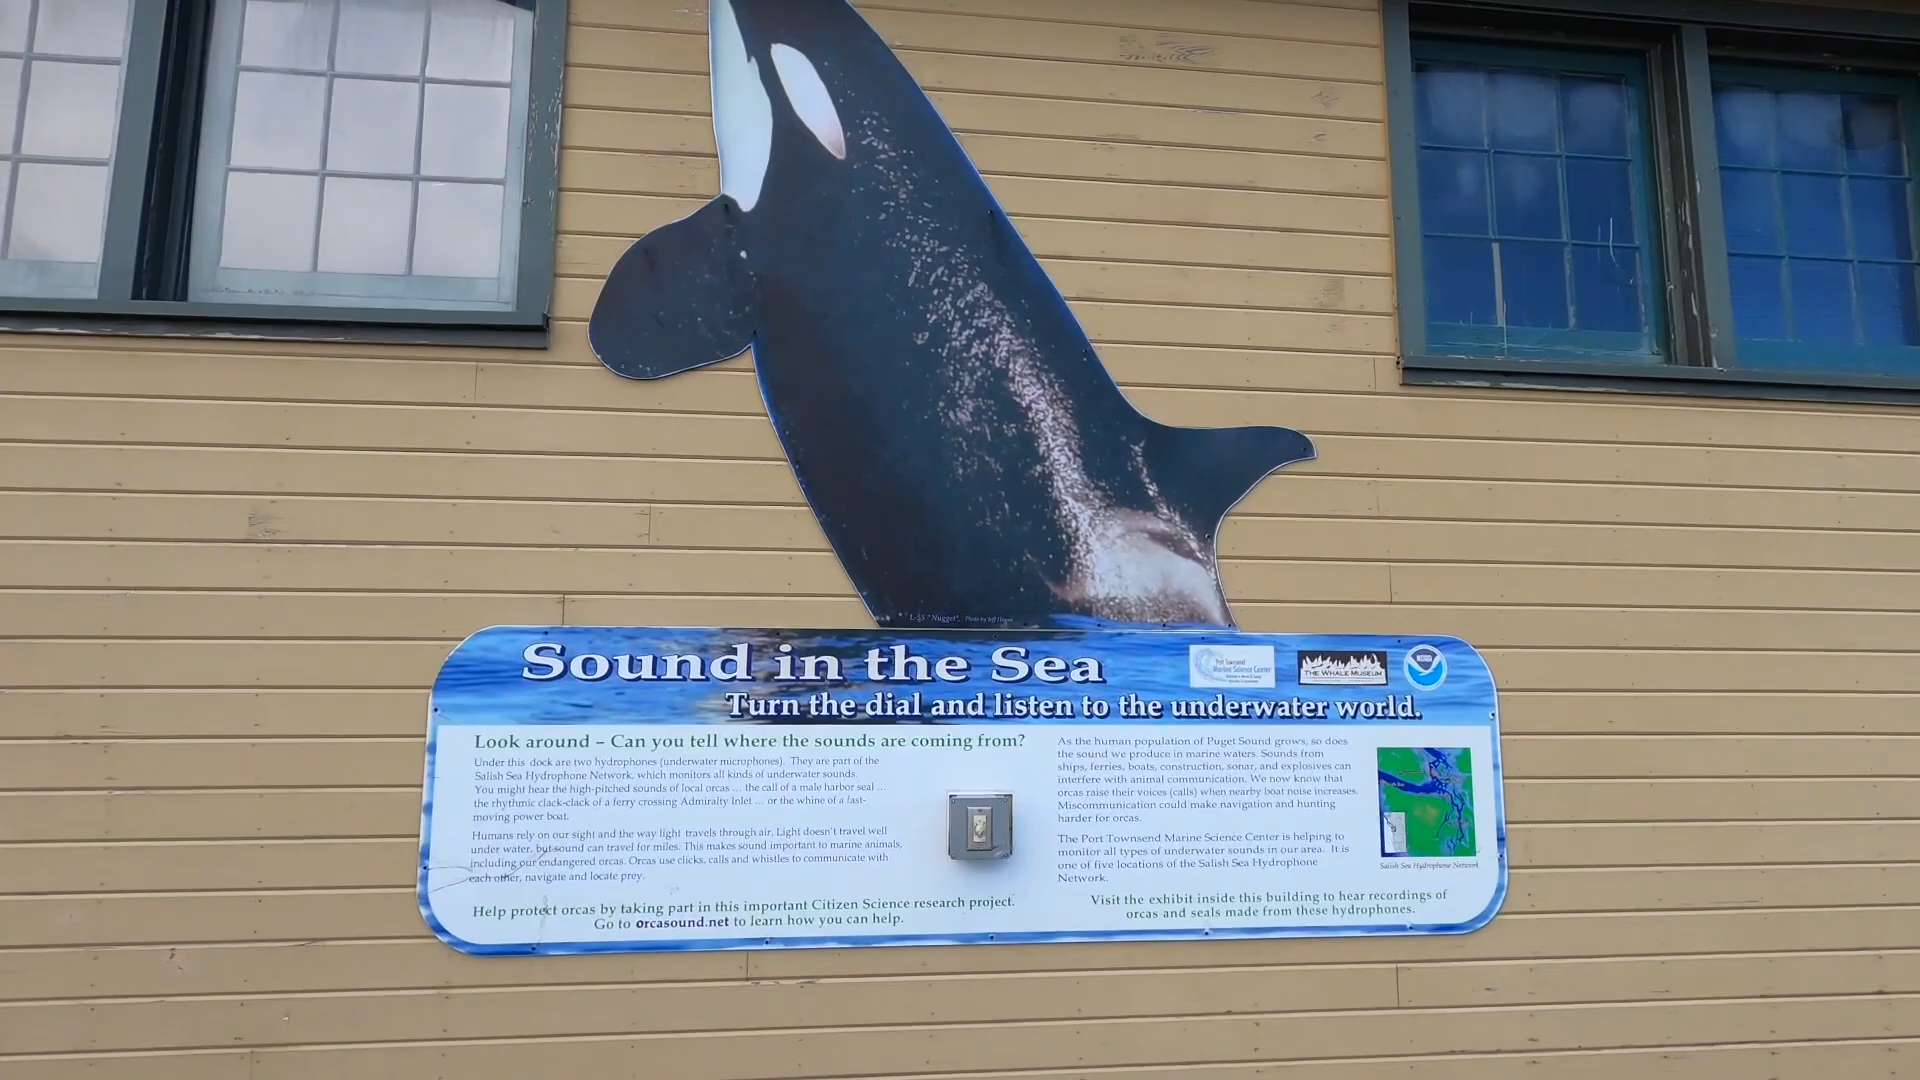 "Nugget". Photo by Jeff Hogan
Sound in the Sea
Port Townsend
Marine Science Center
THE WHALE MUSEUM
NOAA
Turn the dial and listen to the underwater world.
Look around – Can you tell where the sounds are coming from?
Under this dock are two hydrophones (underwater microphones). They are part of the
Salish Sea Hydrophone Network, which monitors all kinds of underwater sounds.
You might hear the high-pitched sounds of local orcas ... the call of a male harbor seal ...
the rhythmic clack-clack of a ferry crossing Admiralty Inlet ... or the whine of a fast-
moving power boat.
Humans rely on our sight and the way light travels through air. Light doesn't travel well
under water, but sound can travel for miles. This makes sound important to marine animals,
including our endangered orcas. Orcas use clicks, calls and whistles to communicate with
each other, navigate and locate prey.
Help protect orcas by taking part in this important Citizen Science research project.
Go to orcasound.net to learn how you can help.
As the human population of Puget Sound grows, so does
the sound we produce in marine waters. Sounds from
ships, ferries, boats, construction, sonar, and explosives can
interfere with animal communication. We now know that
orcas raise their voices (calls) when nearby boat noise increases.
Miscommunication could make navigation and hunting
harder for orcas.
The Port Townsend Marine Science Center is helping to
monitor all types of underwater sounds in our area. It is
one of five locations of the Salish Sea Hydrophone
Network.
Salish Sea Hydrophone Network
Visit the exhibit inside this building to hear recordings of
orcas and seals made from these hydrophones.